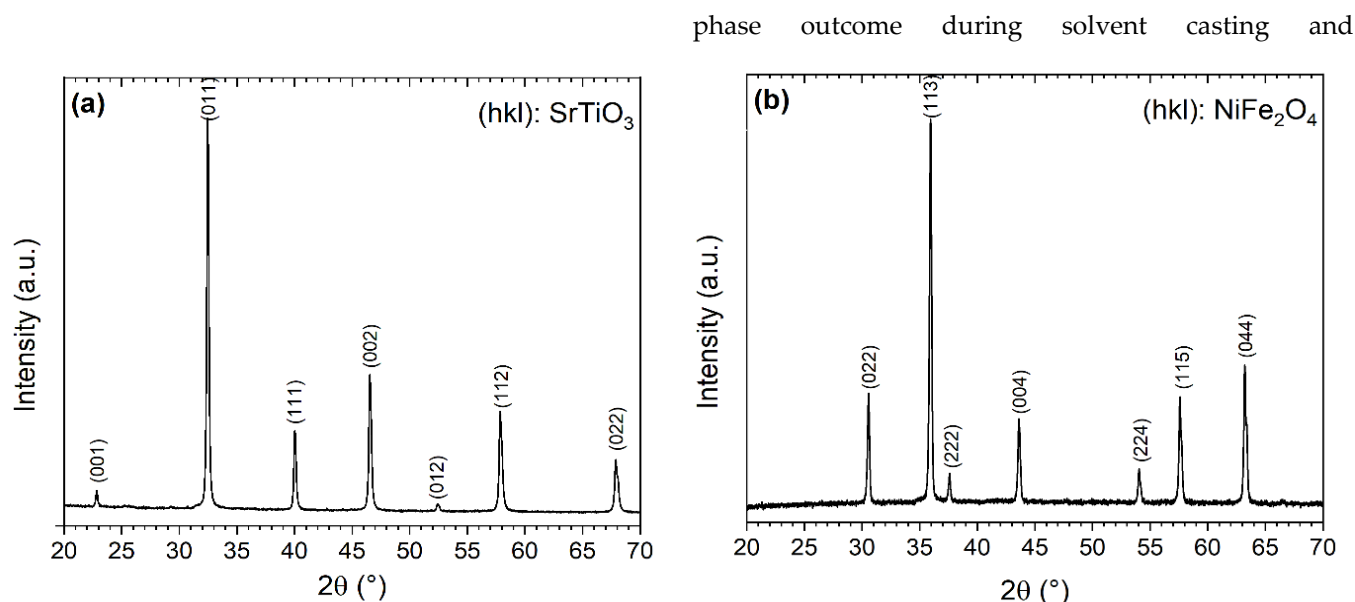 phase outcome during solvent casting and
(a)
(hkl): SrTiO₃
(001)
(011)
(111)
(002)
(012)
(112)
(022)
Intensity (a.u.)
20 25 30 35 40 45 50 55 60 65 70
2θ (°)
(b)
(hkl): NiFe₂O₄
(022)
(113)
(222)
(004)
(224)
(115)
(044)
Intensity (a.u.)
20 25 30 35 40 45 50 55 60 65 70
2θ (°)